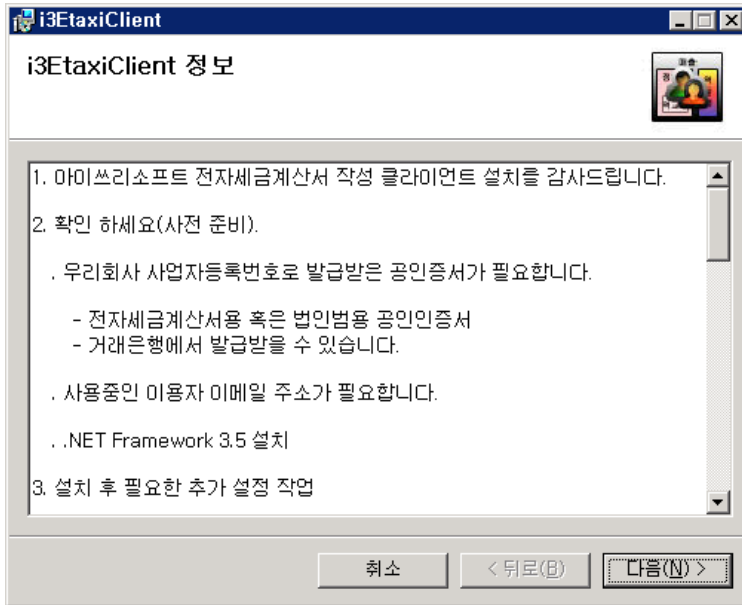 i3EtaxiClient
i3EtaxiClient 정보
1. 아이쓰리소프트 전자세금계산서 작성 클라이언트 설치를 감사드립니다.
2. 확인 하세요(사전 준비).
. 우리회사 사업자등록번호로 발급받은 공인증서가 필요합니다.
- 전자세금계산서용 혹은 법인범용 공인인증서
- 거래은행에서 발급받을 수 있습니다.
. 사용중인 이용자 이메일 주소가 필요합니다.
. .NET Framework 3.5 설치
3. 설치 후 필요한 추가 설정 작업
취소
< 뒤로(B)
다음(N) >